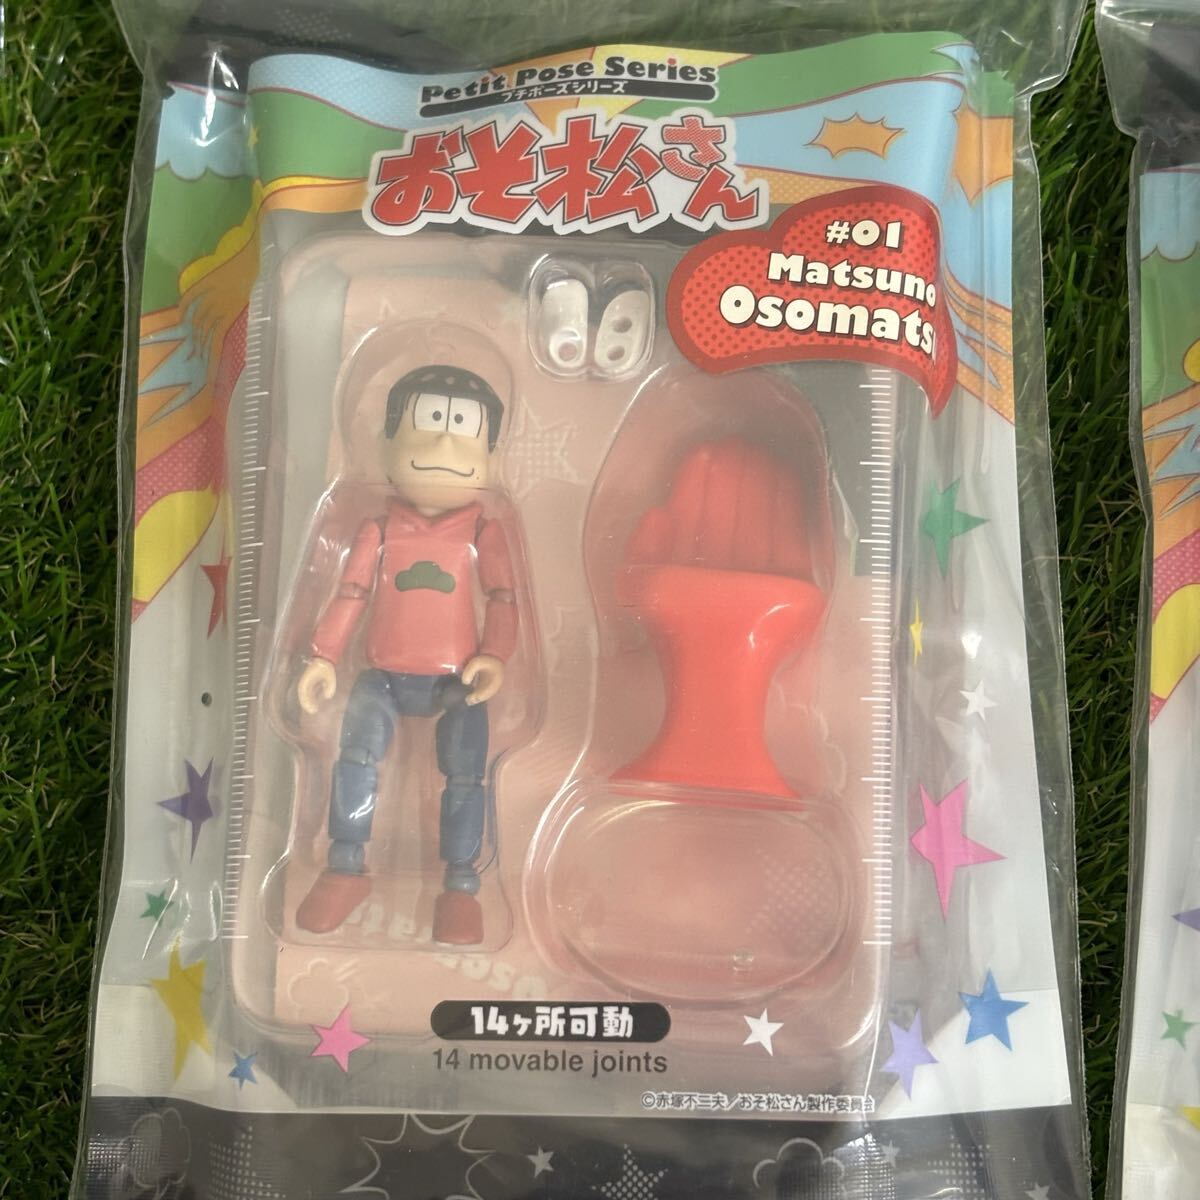 Petit Pose Series
プチポーズシリーズ
おそ松さん
#01
Matsuno
Osomats
14ヶ所可動
14 movable joints
©赤塚不二夫/おそ松さん製作委員会